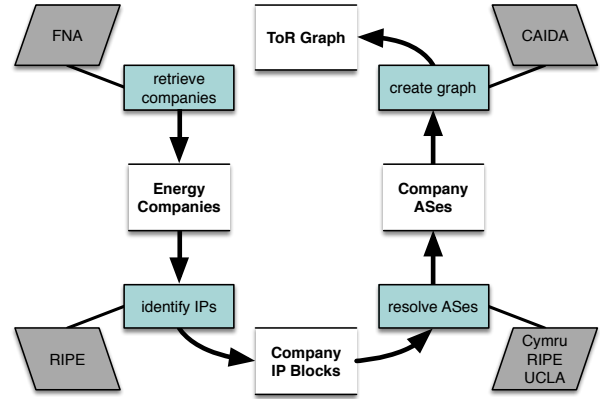 FNA
ToR Graph
CAIDA
retrieve
companies
create graph
Energy
Companies
Company
ASes
identify IPs
resolve ASes
RIPE
Company
IP Blocks
Cymru
RIPE
UCLA